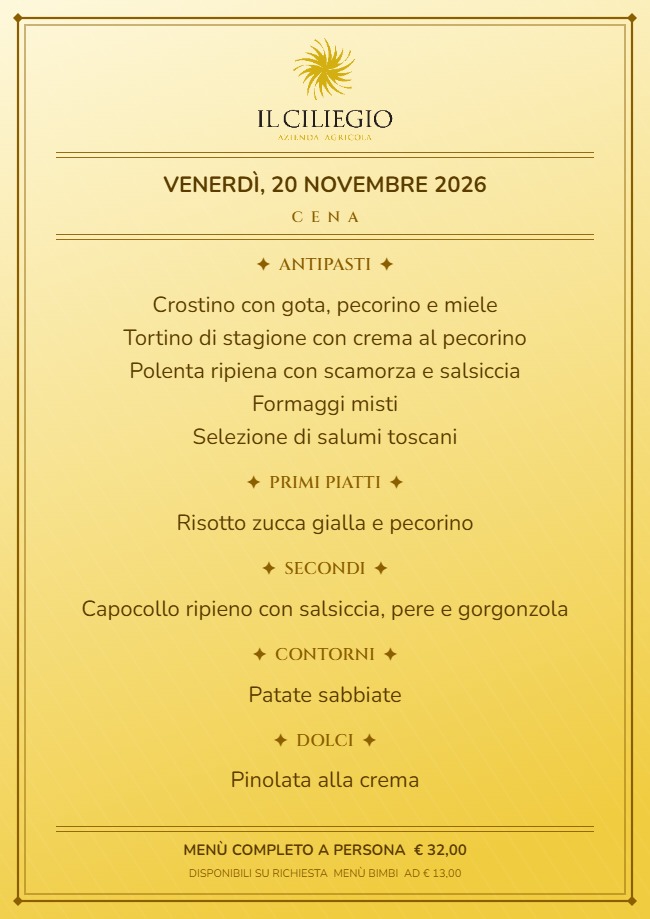 IL CILIEGIO
AZIENDA AGRICOLA
VENERDÌ, 20 NOVEMBRE 2026
CENA
ANTIPASTI
Crostino con gota, pecorino e miele
Tortino di stagione con crema al pecorino
Polenta ripiena con scamorza e salsiccia
Formaggi misti
Selezione di salumi toscani
PRIMI PIATTI
Risotto zucca gialla e pecorino
SECONDI
Capocollo ripieno con salsiccia, pere e gorgonzola
CONTORNI
Patate sabbiate
DOLCI
Pinolata alla crema
MENÙ COMPLETO A PERSONA € 32,00
DISPONIBILI SU RICHIESTA MENÙ BIMBI AD € 13,00